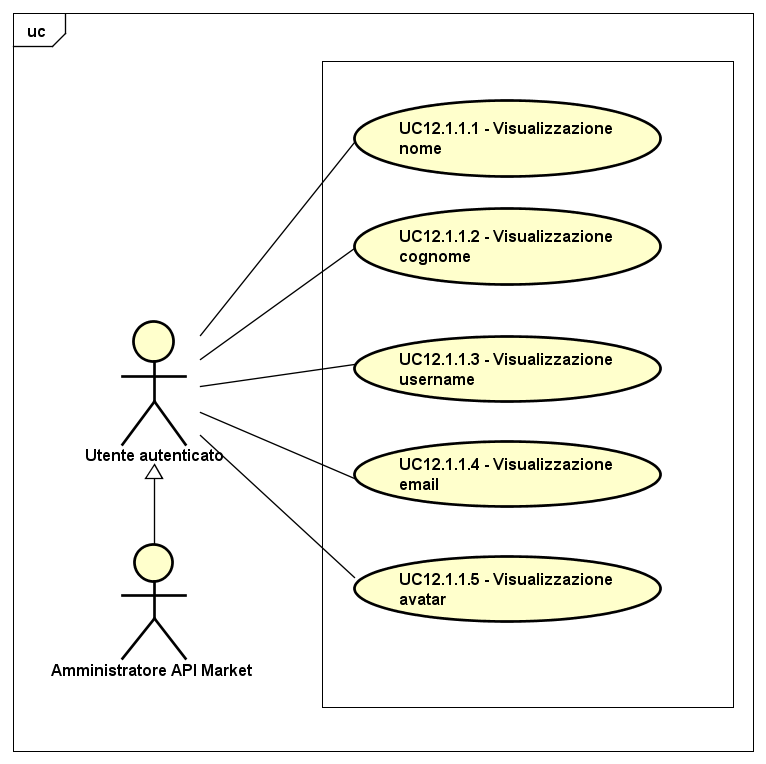 uc
UC12.1.1.1 - Visualizzazione
nome
UC12.1.1.2 - Visualizzazione
cognome
UC12.1.1.3 - Visualizzazione
username
Utente autenticato
UC12.1.1.4 - Visualizzazione
email
UC12.1.1.5 - Visualizzazione
avatar
Amministratore API Market